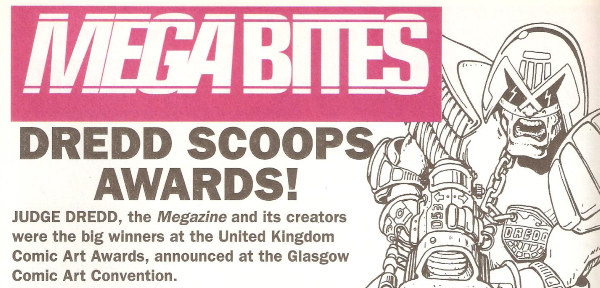 MEGA BITES
DREDD SCOOPS
AWARDS!
JUDGE DREDD, the Megazine and its creators
were the big winners at the United Kingdom
Comic Art Awards, announced at the Glasgow
Comic Art Convention.
DREDD